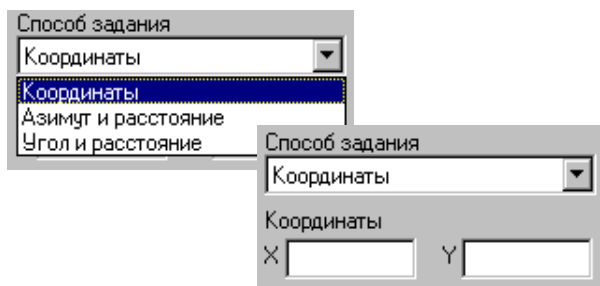 Способ задания
Координаты
Координаты
Азимут и расстояние
Угол и расстояние
Способ задания
Координаты
Координаты
X Y